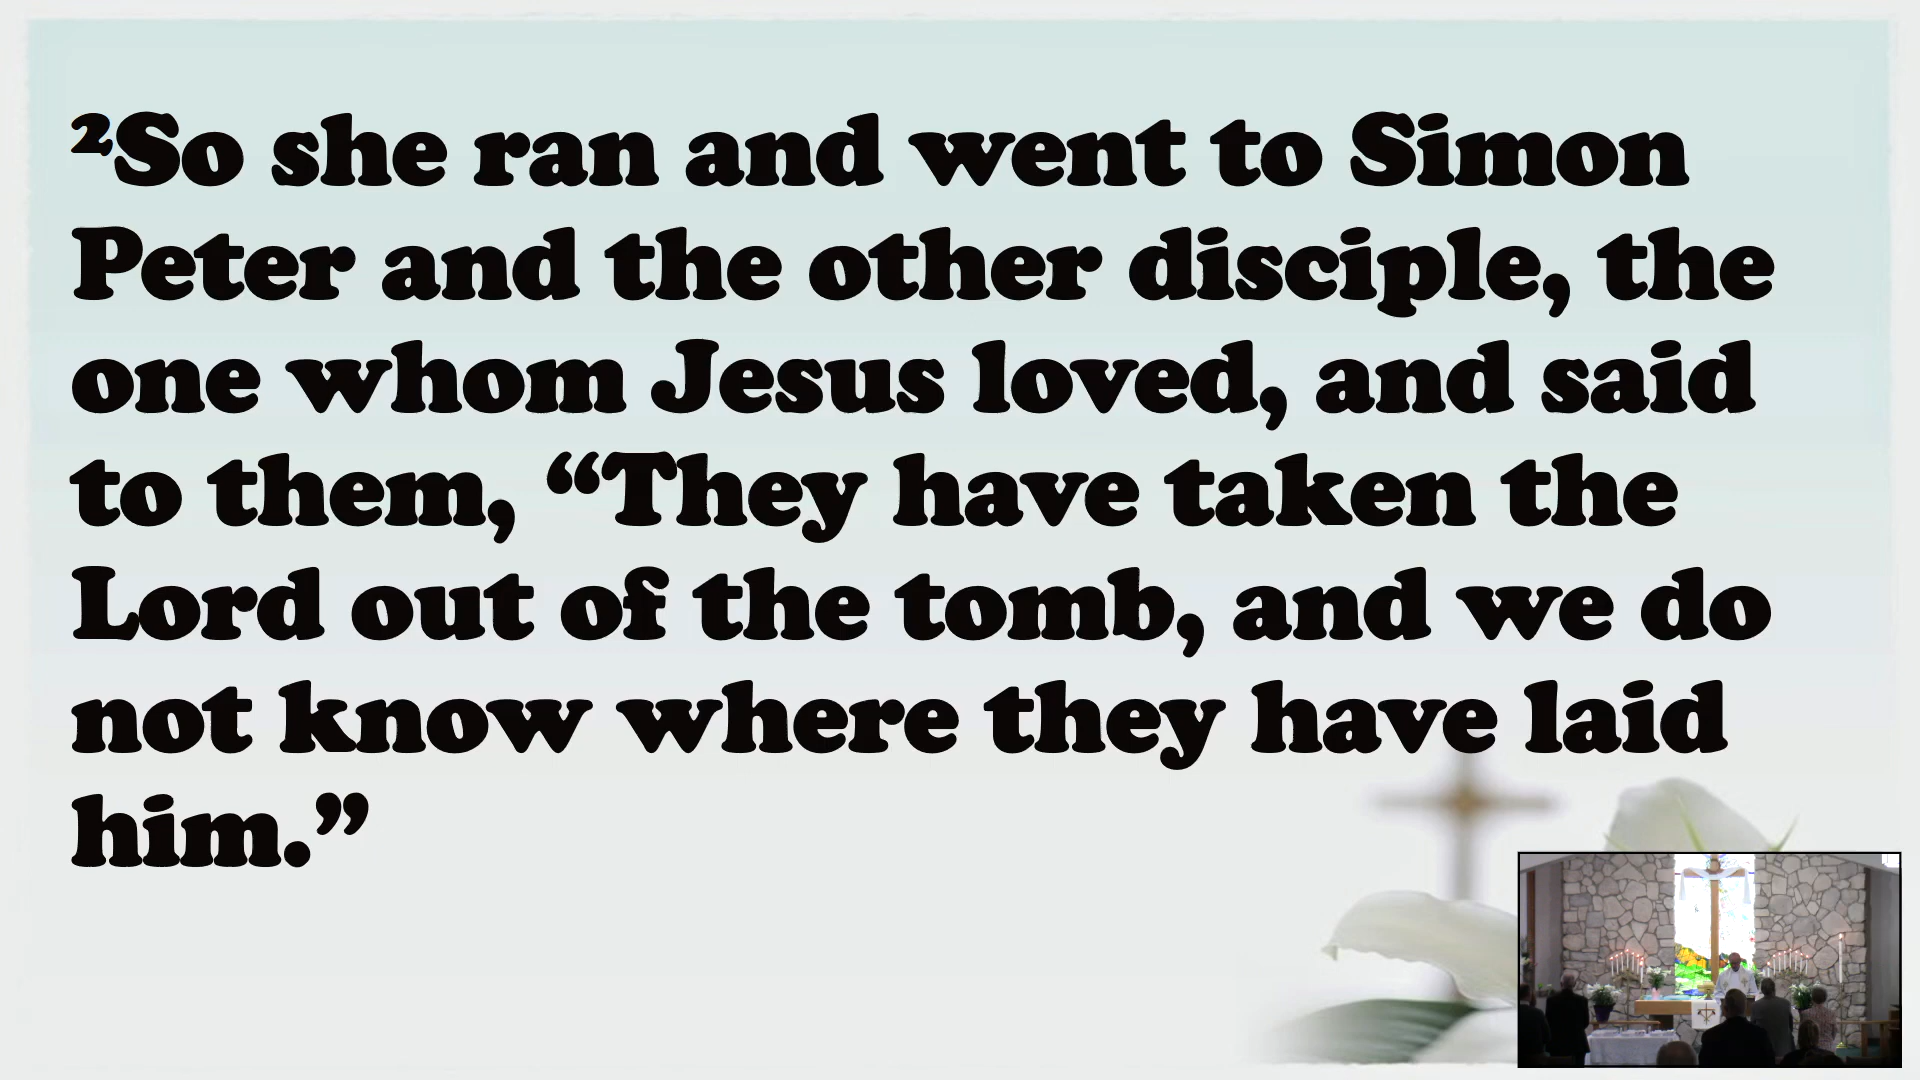 ²So she ran and went to Simon
Peter and the other disciple, the
one whom Jesus loved, and said
to them, “They have taken the
Lord out of the tomb, and we do
not know where they have laid
him.”